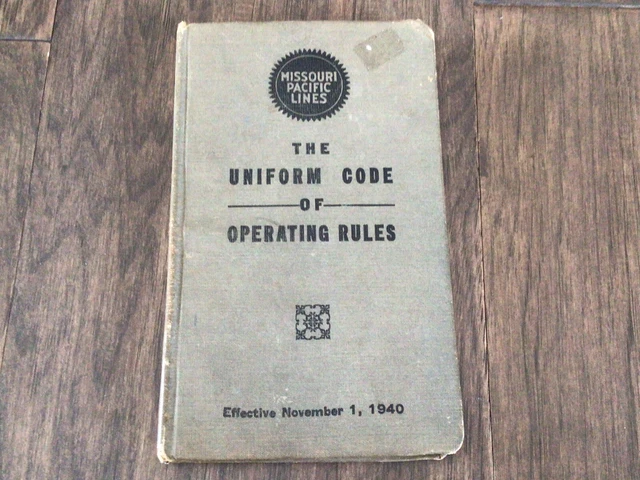 MISSOURI
PACIFIC
LINES
THE
UNIFORM CODE
OF
OPERATING RULES
Effective November 1, 1940